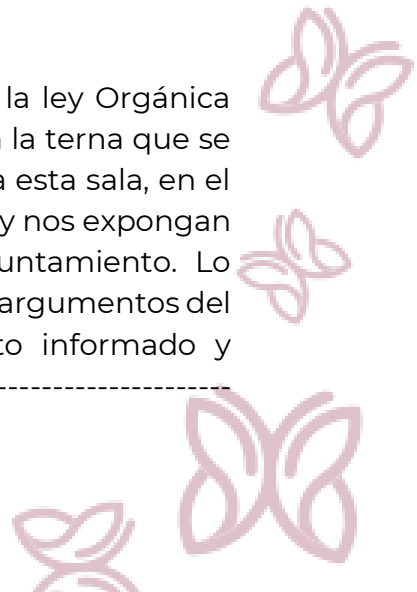 la ley Orgánica
la terna que se
esta sala, en el
y nos expongan
untamiento. Lo
argumentos del
to informado y
---------------------